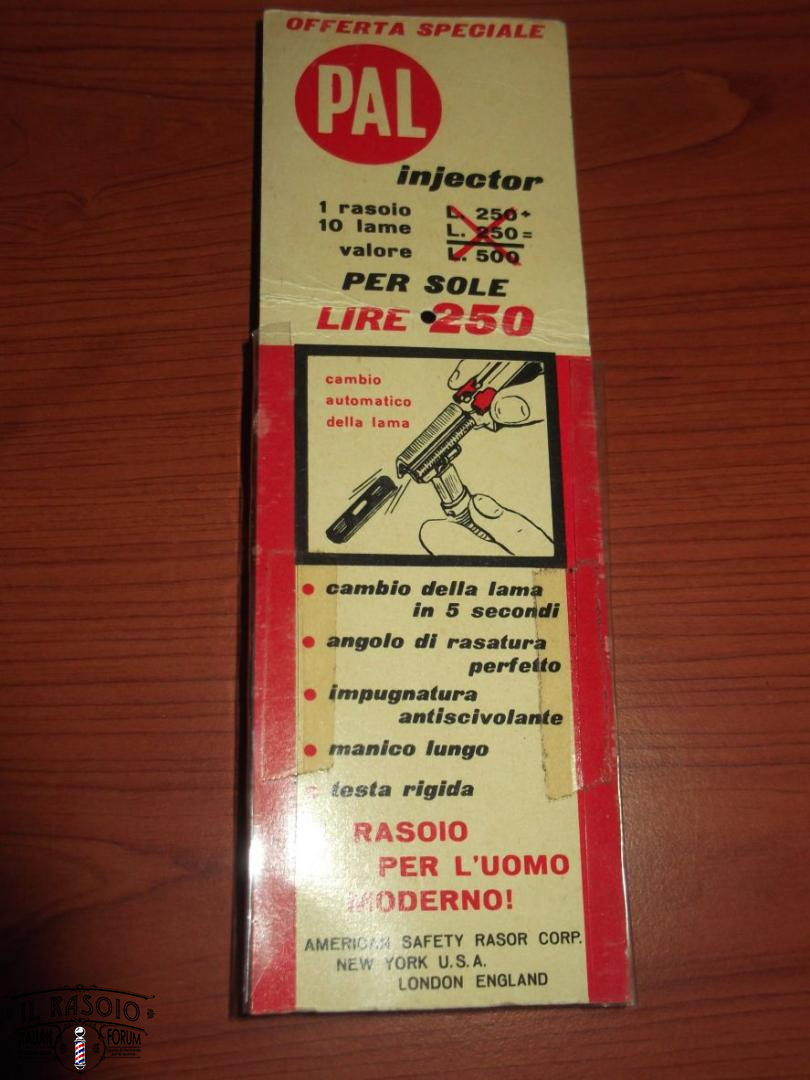 OFFERTA SPECIALE
PAL
injector
1 rasoio L. 250+
10 lame L. 250=
valore L. 500
PER SOLE
LIRE 250
cambio
automatico
della lama
cambio della lama
in 5 secondi
angolo di rasatura
perfetto
impugnatura
antiscivolante
manico lungo
testa rigida
RASOIO
PER L'UOMO
MODERNO!
AMERICAN SAFETY RASOR CORP.
NEW YORK U.S.A.
LONDON ENGLAND
IL RASOIO
ITALIAN FORUM